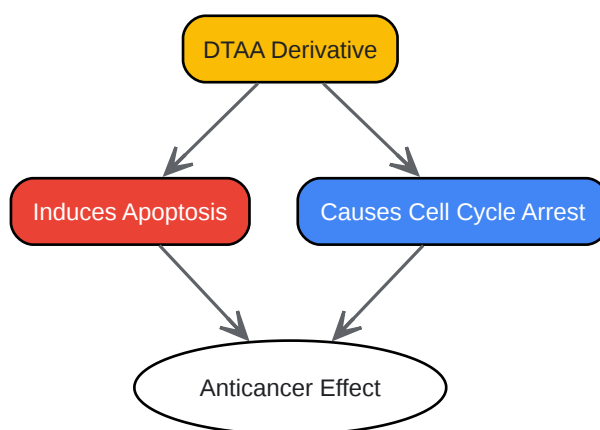 DTAA Derivative
Induces Apoptosis
Causes Cell Cycle Arrest
Anticancer Effect